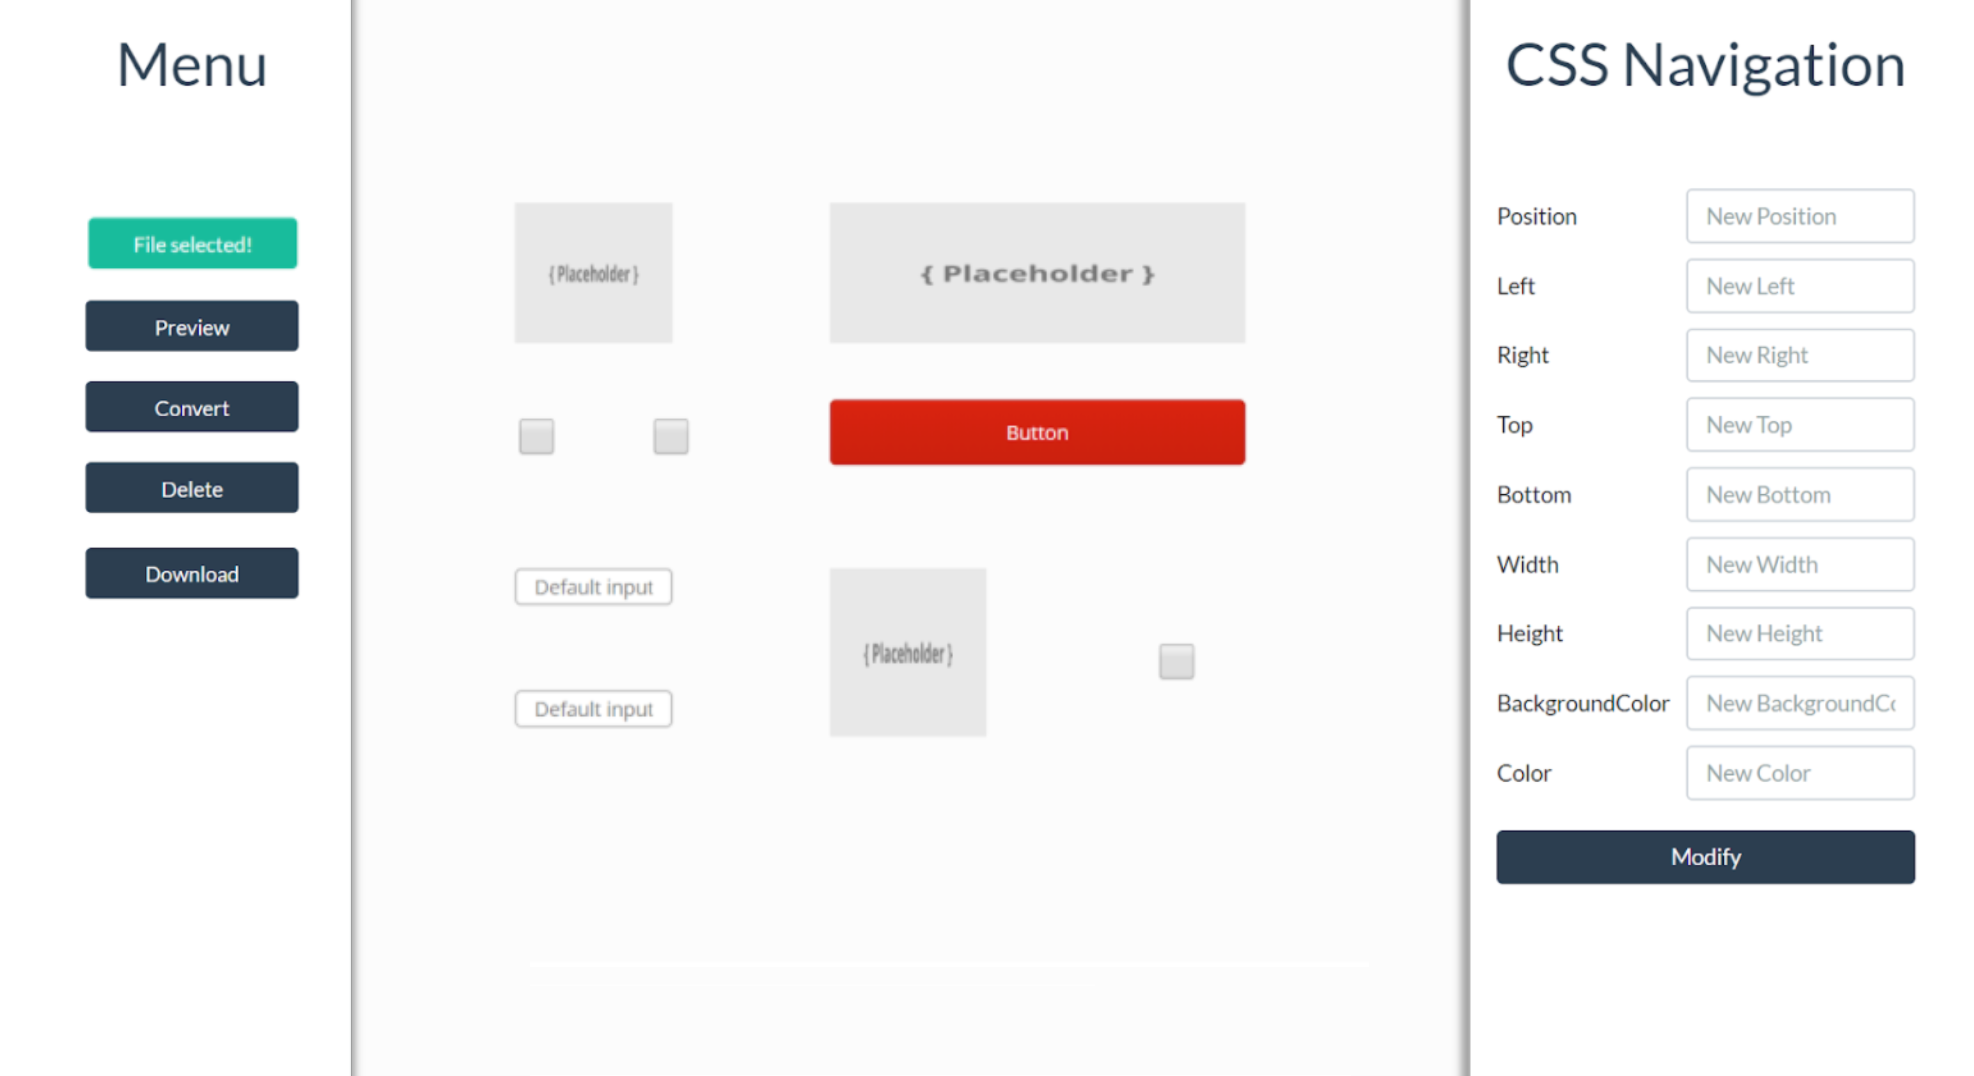 Menu
File selected!
Preview
Convert
Delete
Download
{ Placeholder }
{ Placeholder }
Button
Default input
Default input
{ Placeholder }
CSS Navigation
Position
New Position
Left
New Left
Right
New Right
Top
New Top
Bottom
New Bottom
Width
New Width
Height
New Height
BackgroundColor
New BackgroundCo
Color
New Color
Modify